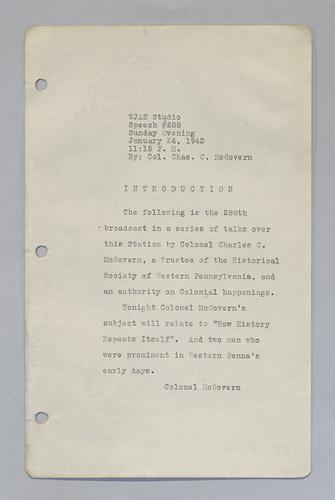 WJAS Studio
Speech #288
Sunday Evening
January 24, 1943
11:15 P. M.
By: Col. Chas. C. McGovern
INTRODUCTION
The following is the 288th
broadcast in a series of talks over
this Station by Colonel Charles C.
McGovern, a Trustee of the Historical
Society of Western Pennsylvania, and
an authority on Colonial happenings.
Tonight Colonel McGovern's
subject will relate to "How History
Repeats Itself". And two men who
were prominent in Western Penna's
early days.
Colonel McGovern